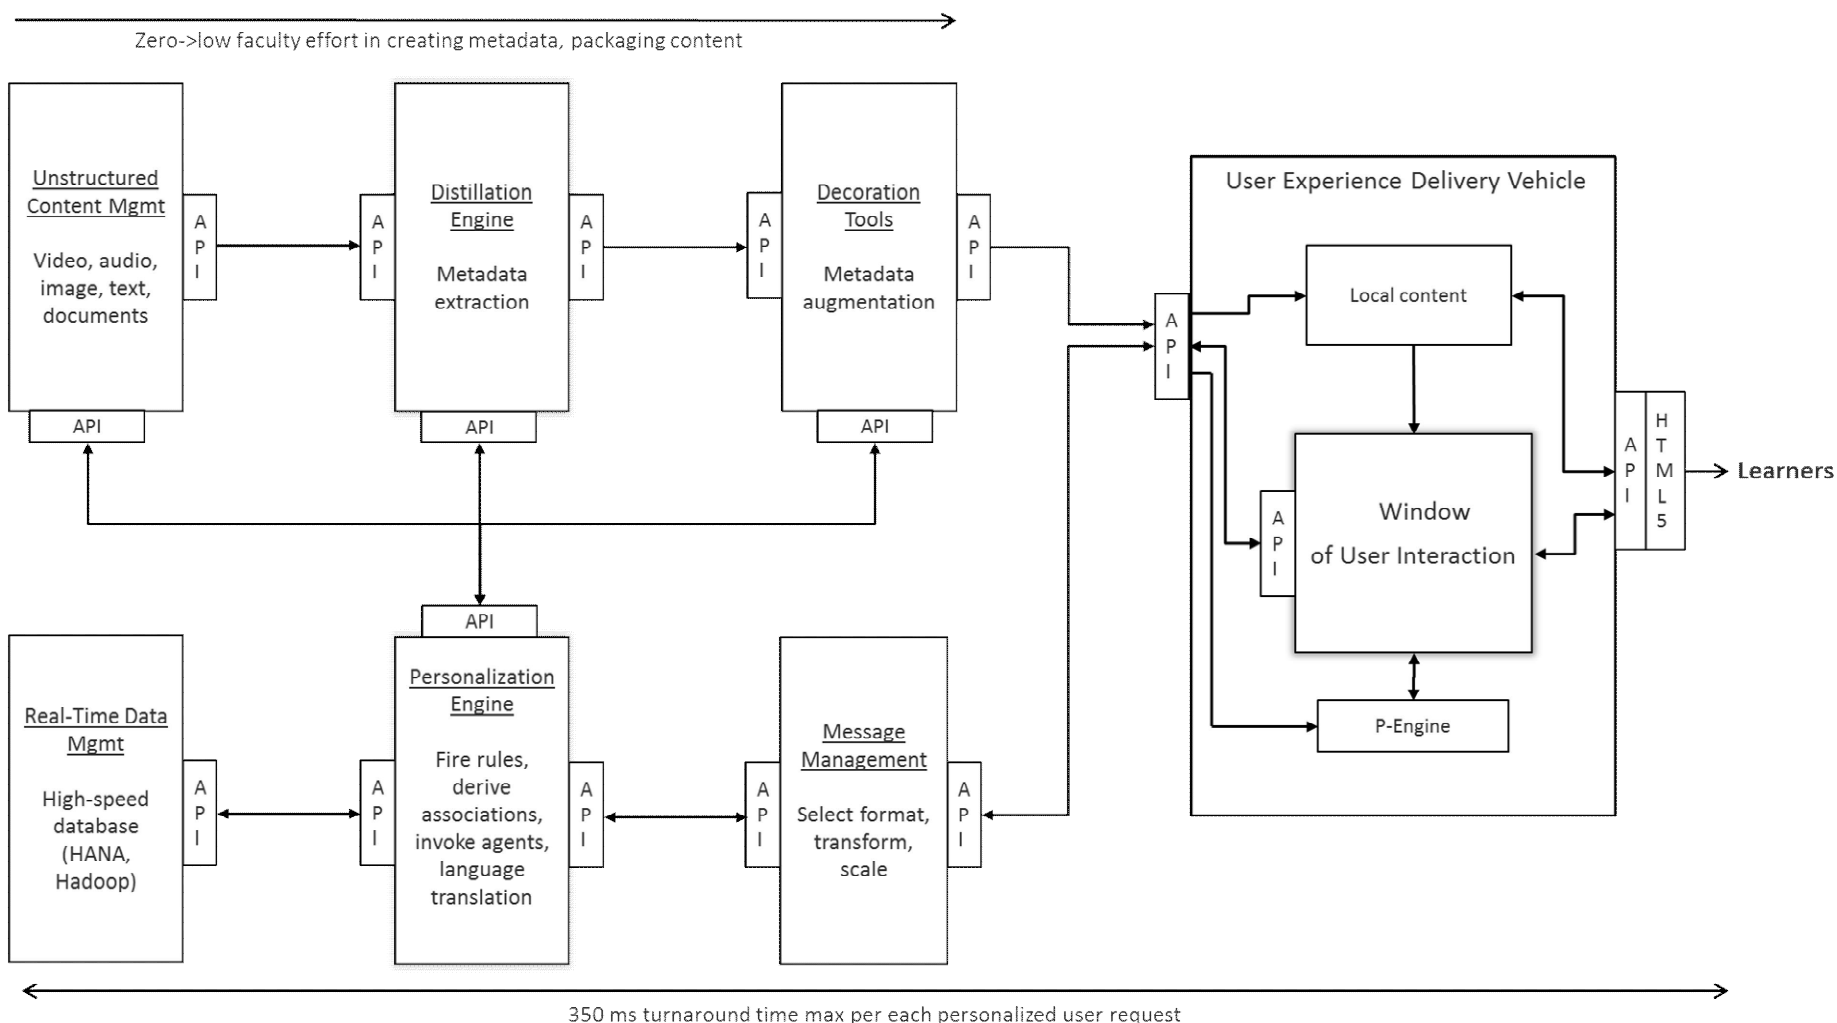 Zero->low faculty effort in creating metadata, packaging content
Unstructured
Content Mgmt
Video, audio,
image, text,
documents
A
P
I
API
A
P
I
Distillation
Engine
Metadata
extraction
A
P
I
API
A
P
I
Decoration
Tools
Metadata
augmentation
A
P
I
API
Real-Time Data
Mgmt
High-speed
database
(HANA,
Hadoop)
A
P
I
API
A
P
I
Personalization
Engine
Fire rules,
derive
associations,
invoke agents,
language
translation
A
P
I
A
P
I
Message
Management
Select format,
transform,
scale
A
P
I
A
P
I
User Experience Delivery Vehicle
Local content
A
P
I
Window
of User Interaction
P-Engine
A
P
I
H
T
M
L
5
Learners
350 ms turnaround time max per each personalized user request